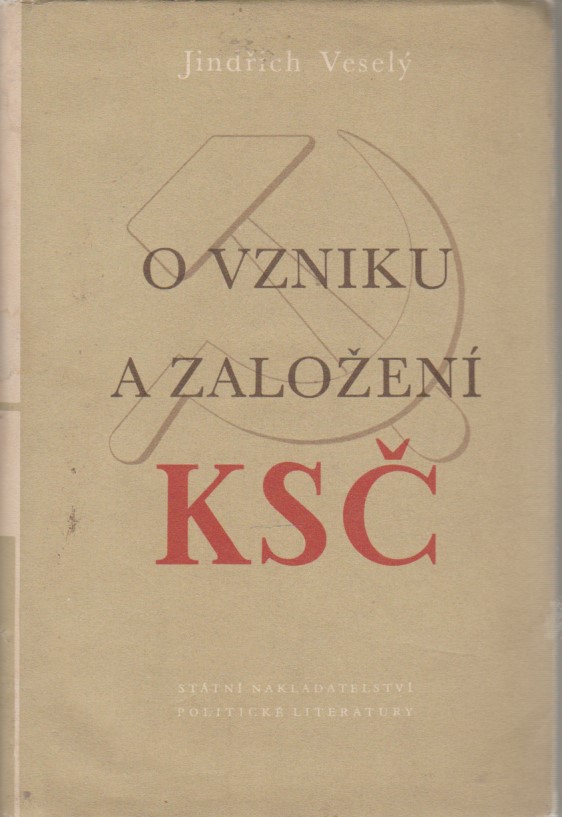 Jindřich Veselý
O VZNIKU
A ZALOŽENÍ
KSČ
STÁTNÍ NAKLADATELSTVÍ
POLITICKÉ LITERATURY